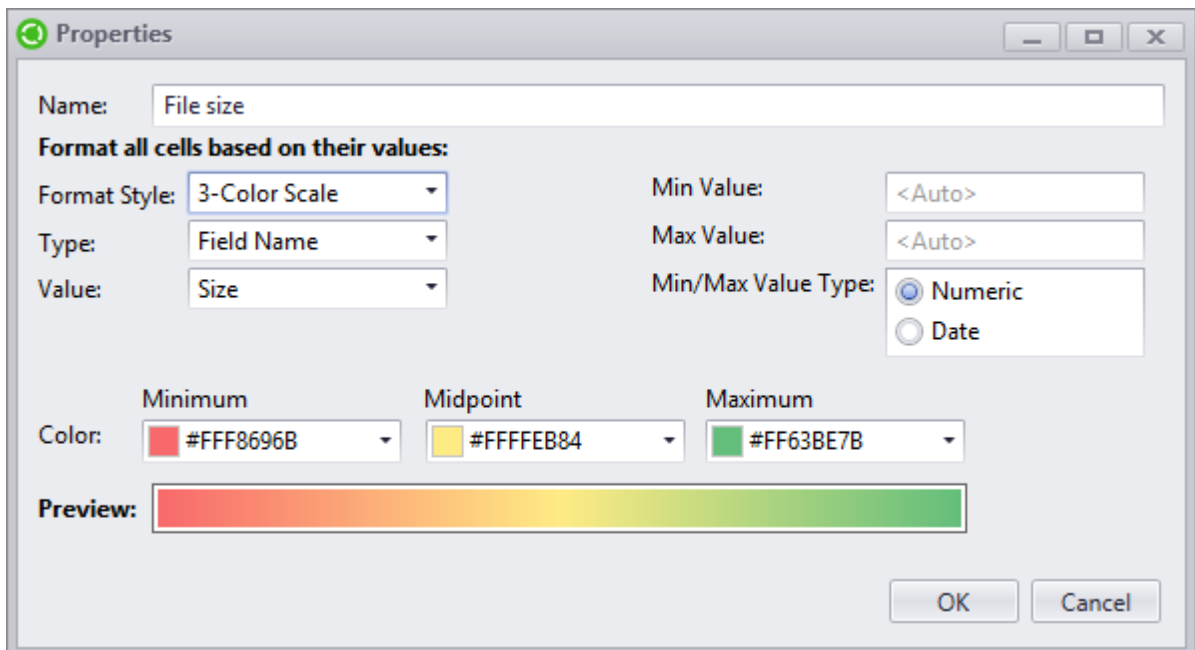 Properties
Name: File size
Format all cells based on their values:
Format Style: 3-Color Scale
Min Value: <Auto>
Type: Field Name
Max Value: <Auto>
Value: Size
Min/Max Value Type: Numeric
Date
Minimum Midpoint Maximum
Color: #FFF8696B #FFFFEB84 #FF63BE7B
Preview:
OK Cancel